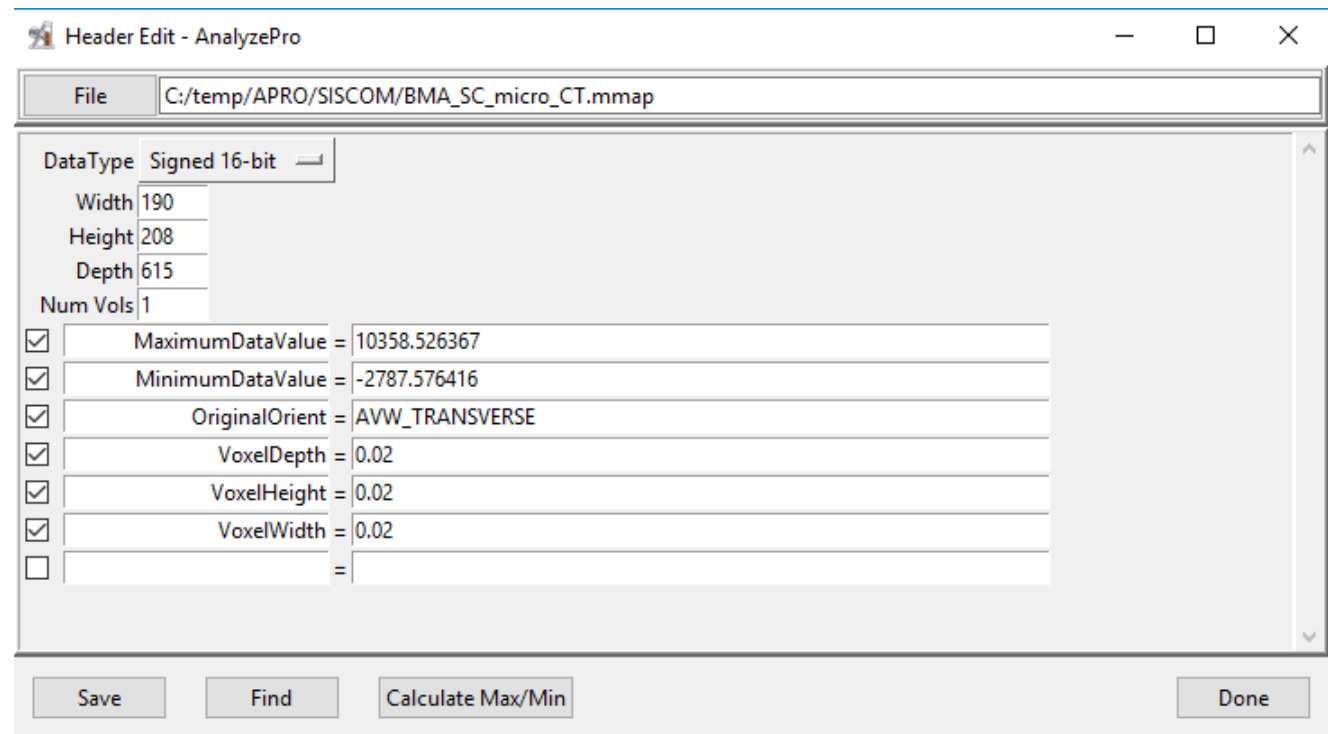 Header Edit - AnalyzePro
File C:/temp/APRO/SISCOM/BMA_SC_micro_CT.mmap
DataType Signed 16-bit
Width 190
Height 208
Depth 615
Num Vols 1
MaximumDataValue = 10358.526367
MinimumDataValue = -2787.576416
OriginalOrient = AVW_TRANSVERSE
VoxelDepth = 0.02
VoxelHeight = 0.02
VoxelWidth = 0.02
=
Save Find Calculate Max/Min Done